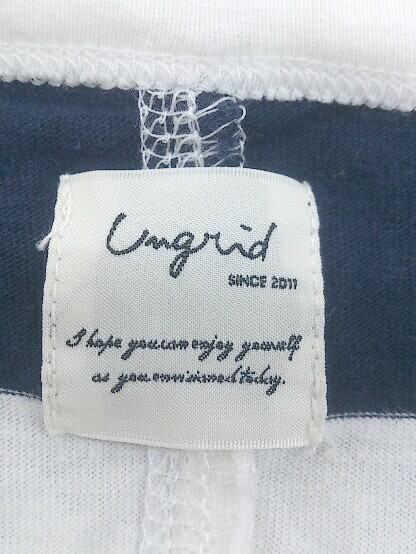 Ungrid
SINCE 2011
I hope you can enjoy yourself
as you envisioned today.